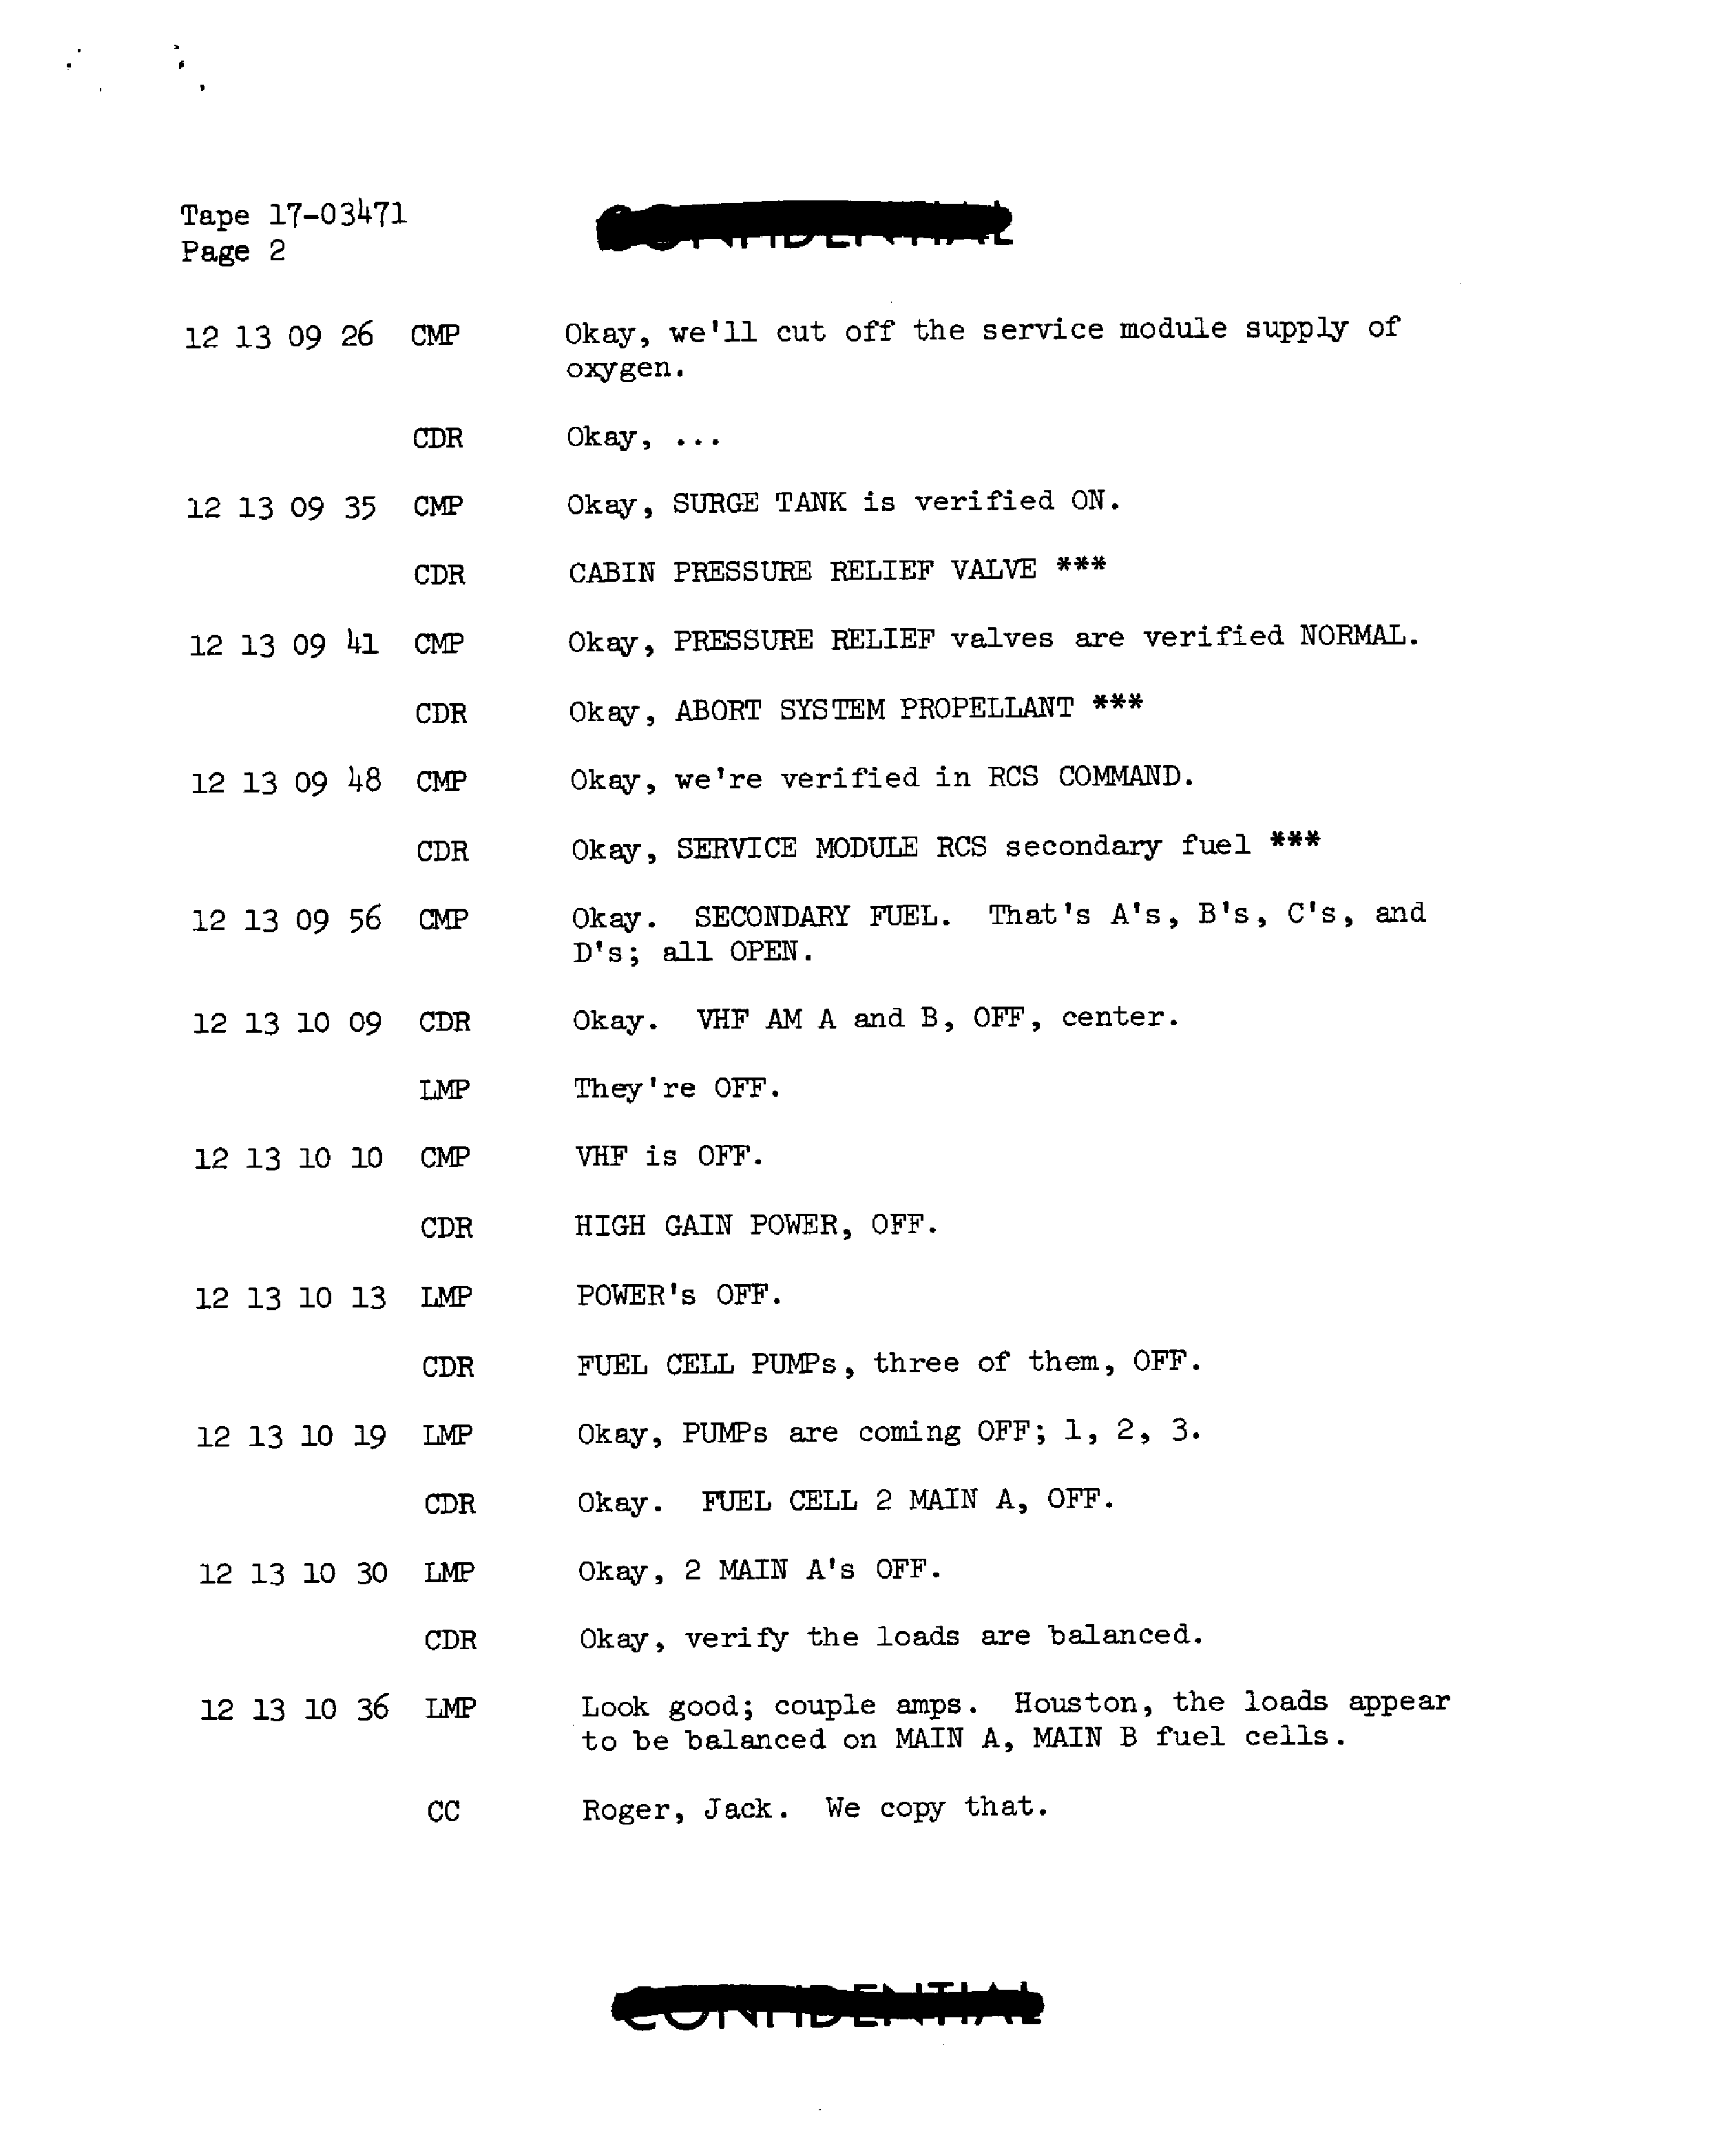 Tape 17-03471
Page 2
CONFIDENTIAL
12 13 09 26 CMP Okay, we'll cut off the service module supply of
oxygen.
CDR Okay, ...
12 13 09 35 CMP Okay, SURGE TANK is verified ON.
CDR CABIN PRESSURE RELIEF VALVE ***
12 13 09 41 CMP Okay, PRESSURE RELIEF valves are verified NORMAL.
CDR Okay, ABORT SYSTEM PROPELLANT ***
12 13 09 48 CMP Okay, we're verified in RCS COMMAND.
CDR Okay, SERVICE MODULE RCS secondary fuel ***
12 13 09 56 CMP Okay. SECONDARY FUEL. That's A's, B's, C's, and
D's; all OPEN.
12 13 10 09 CDR Okay. VHF AM A and B, OFF, center.
LMP They're OFF.
12 13 10 10 CMP VHF is OFF.
CDR HIGH GAIN POWER, OFF.
12 13 10 13 LMP POWER's OFF.
CDR FUEL CELL PUMPs, three of them, OFF.
12 13 10 19 LMP Okay, PUMPs are coming OFF; 1, 2, 3.
CDR Okay. FUEL CELL 2 MAIN A, OFF.
12 13 10 30 LMP Okay, 2 MAIN A's OFF.
CDR Okay, verify the loads are balanced.
12 13 10 36 LMP Look good; couple amps. Houston, the loads appear
to be balanced on MAIN A, MAIN B fuel cells.
CC Roger, Jack. We copy that.
CONFIDENTIAL